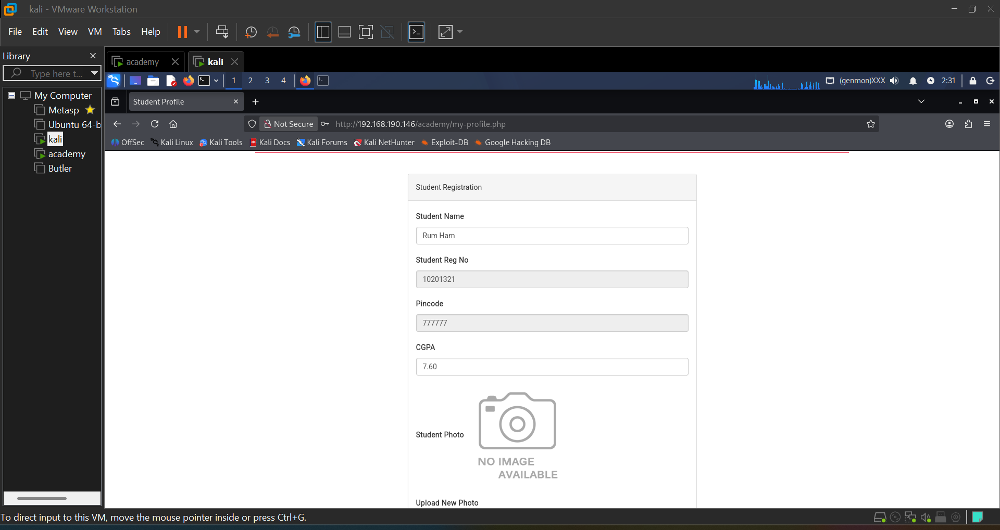 kali - VMware Workstation
File Edit View VM Tabs Help
Library
academy
kali
Type here t...
1 2 3 4
(genmon)XXX
2:31
My Computer
Student Profile
Metasp
Ubuntu 64-b
Not Secure
http://192.168.190.146/academy/my-profile.php
kali
OffSec Kali Linux Kali Tools Kali Docs Kali Forums Kali NetHunter Exploit-DB Google Hacking DB
academy
Butler
Student Registration
Student Name
Rum Ham
Student Reg No
10201321
Pincode
777777
CGPA
7.60
Student Photo
NO IMAGE
AVAILABLE
Upload New Photo
To direct input to this VM, move the mouse pointer inside or press Ctrl+G.